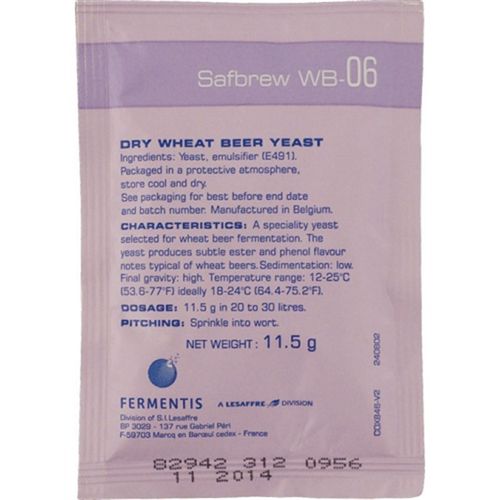 Safbrew WB-06
DRY WHEAT BEER YEAST
Ingredients: Yeast, emulsifier (E491).
Packaged in a protective atmosphere,
store cool and dry.
See packaging for best before end date
and batch number. Manufactured in Belgium.
CHARACTERISTICS: A speciality yeast
selected for wheat beer fermentation. The
yeast produces subtle ester and phenol flavour
notes typical of wheat beers. Sedimentation: low.
Final gravity: high. Temperature range: 12-25°C
(53.6-77°F) ideally 18-24°C (64.4-75.2°F).
DOSAGE: 11.5 g in 20 to 30 litres.
PITCHING: Sprinkle into wort.
NET WEIGHT : 11.5 g
CDX846-V2 240802
FERMENTIS A LESAFFRE DIVISION
Division of S.I.Lesaffre
BP 3029 - 137 rue Gabriel Péri
F-59703 Marcq en Barœul cedex - France
82942 312 0956
11 2014